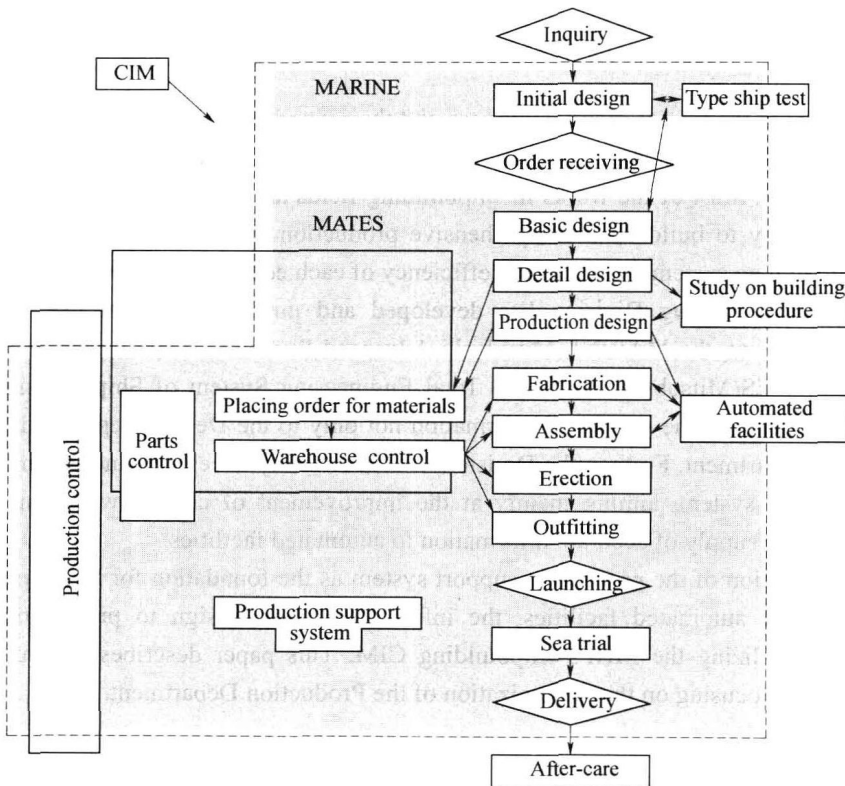 Inquiry
CIM
MARINE
Initial design
Type ship test
Order receiving
MATES
Basic design
Detail design
Study on building
procedure
Production design
Fabrication
Placing order for materials
Automated
facilities
Parts
control
Assembly
Warehouse control
Erection
Production control
Outfitting
Launching
Production support
system
Sea trial
Delivery
After-care